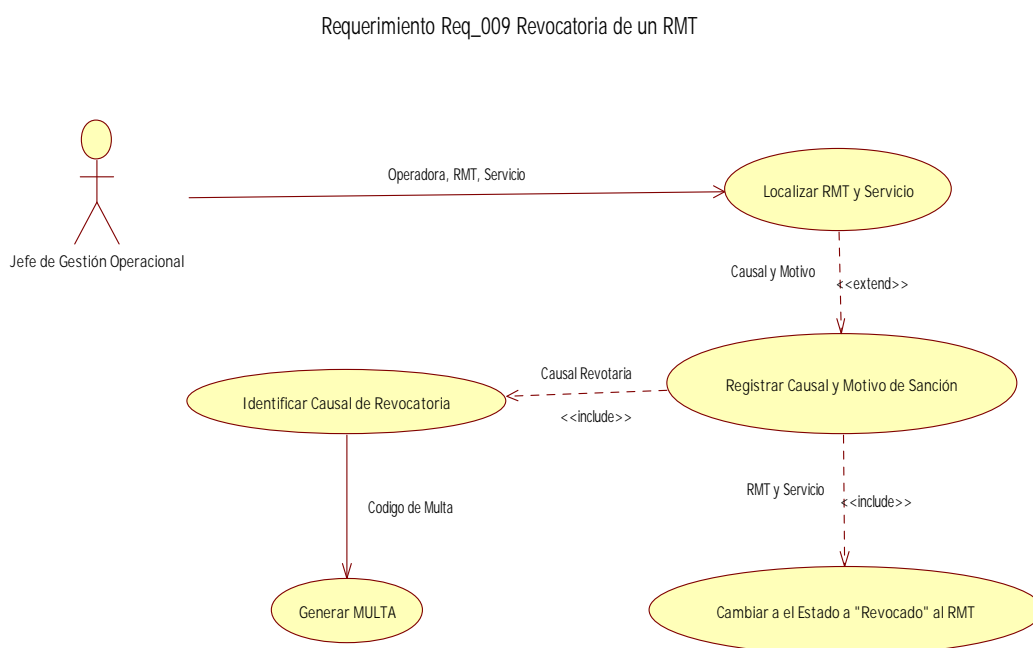 Requerimiento Req_009 Revocatoria de un RMT
Operadora, RMT, Servicio
Localizar RMT y Servicio
Jefe de Gestión Operacional
Causal y Motivo
<<extend>>
Causal Revotaria
Registrar Causal y Motivo de Sanción
Identificar Causal de Revocatoria
<<include>>
RMT y Servicio
<<include>>
Codigo de Multa
Generar MULTA
Cambiar a el Estado a "Revocado" al RMT